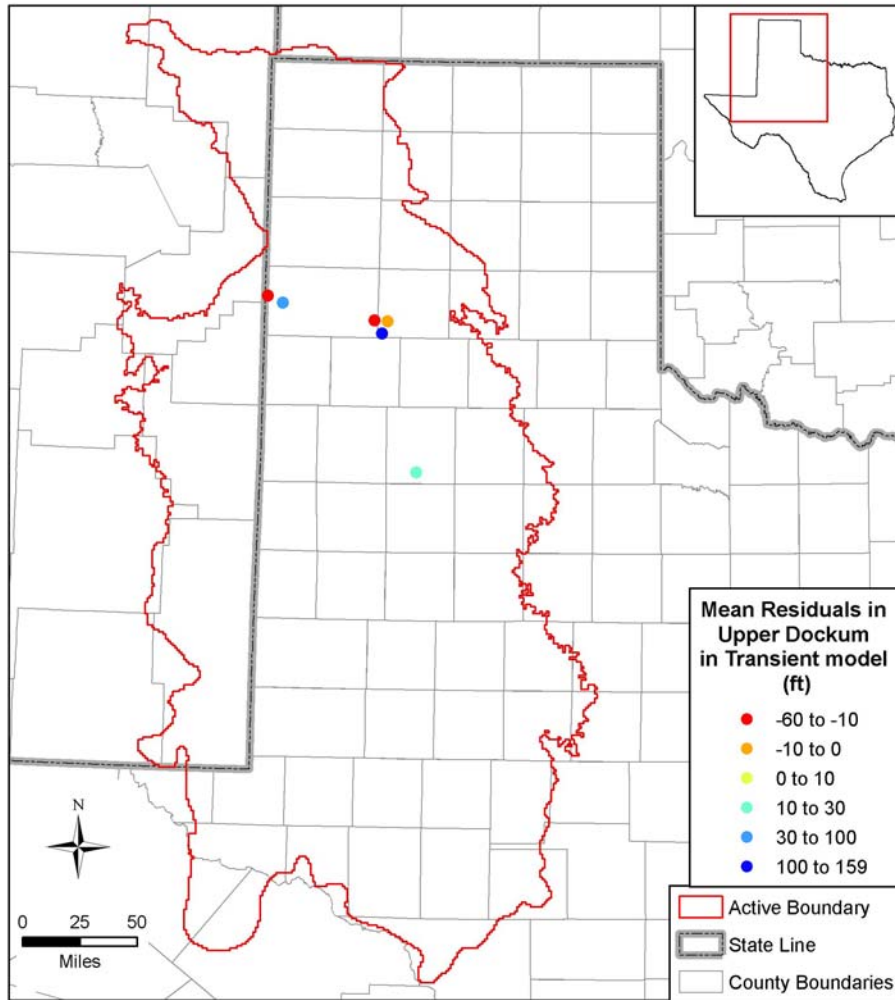 Mean Residuals in
Upper Dockum
in Transient model
(ft)
-60 to -10
-10 to 0
0 to 10
10 to 30
30 to 100
100 to 159
N
0 25 50
Miles
Active Boundary
State Line
County Boundaries